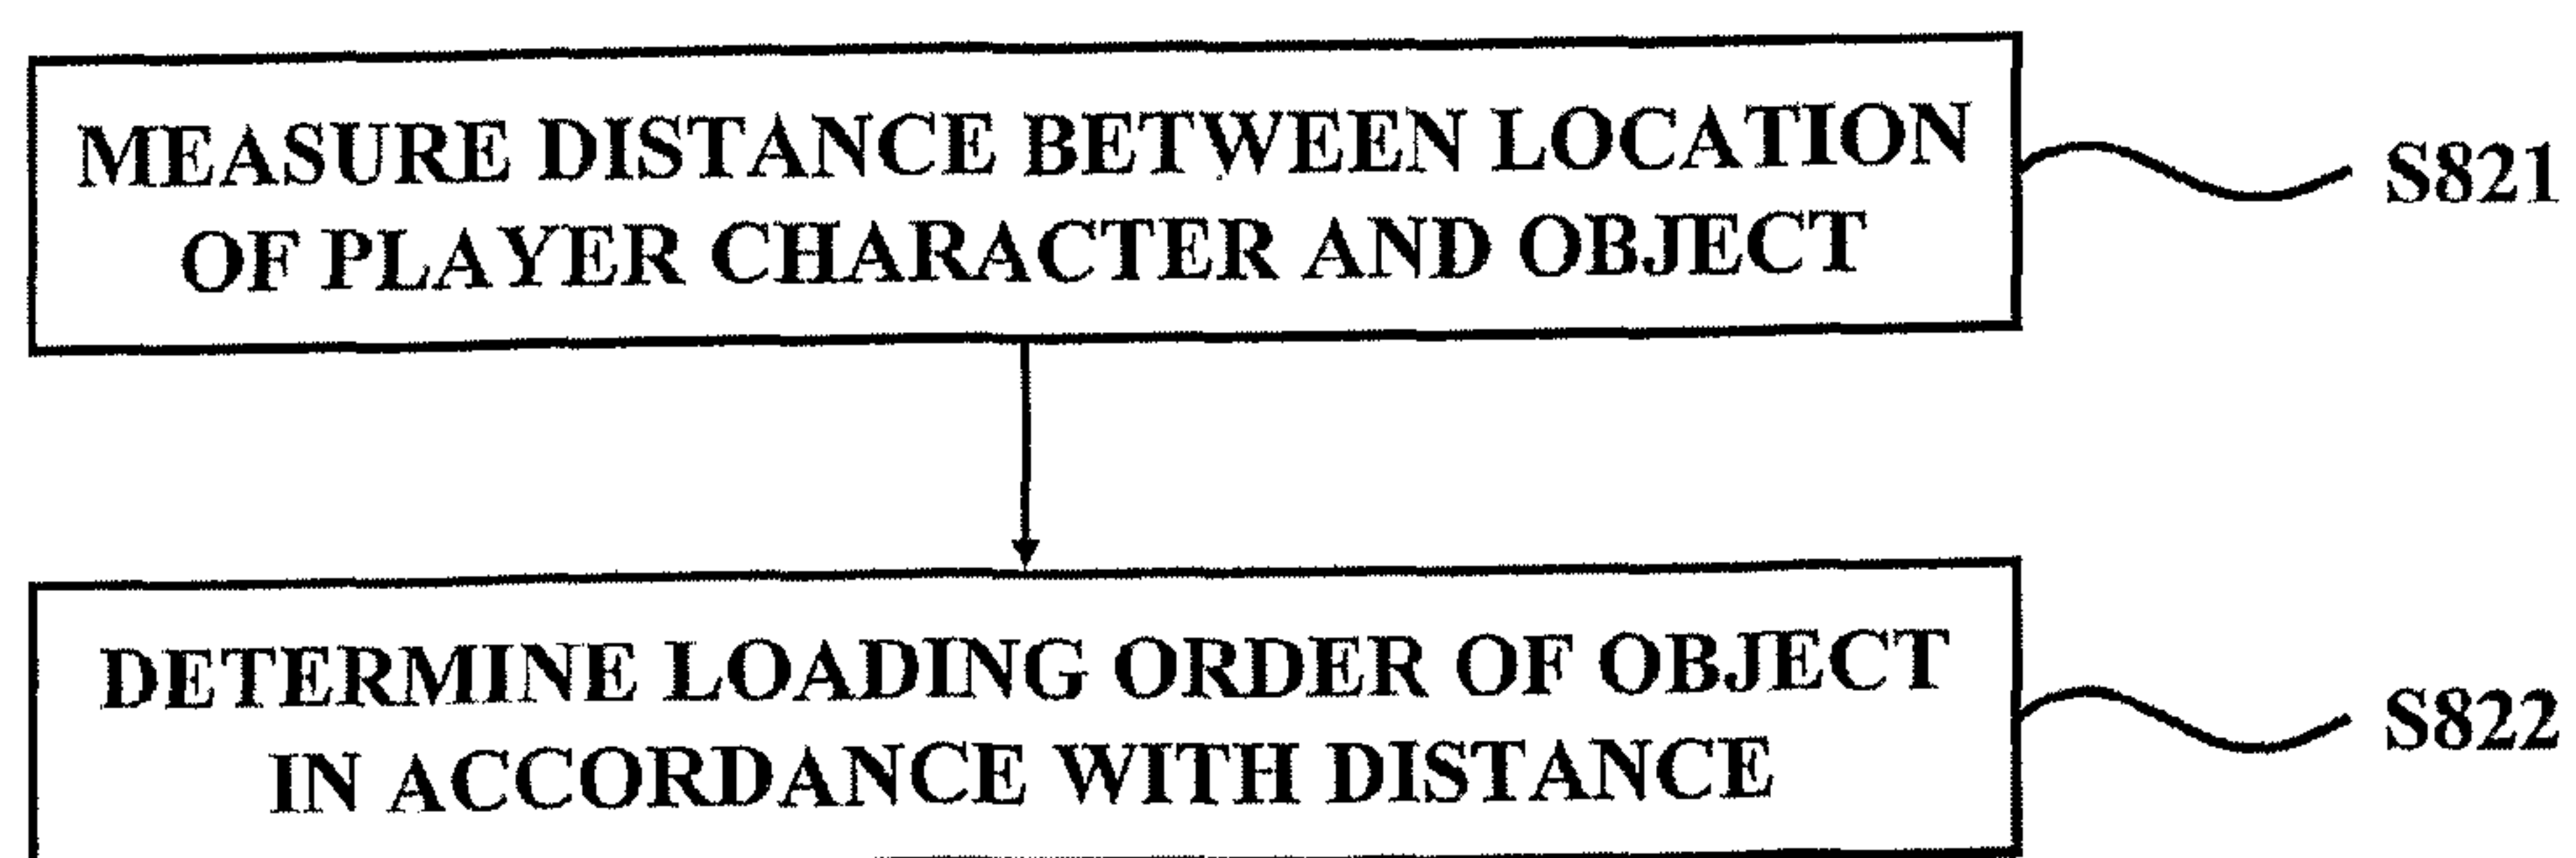 MEASURE DISTANCE BETWEEN LOCATION
OF PLAYER CHARACTER AND OBJECT
S821
DETERMINE LOADING ORDER OF OBJECT
IN ACCORDANCE WITH DISTANCE
S822